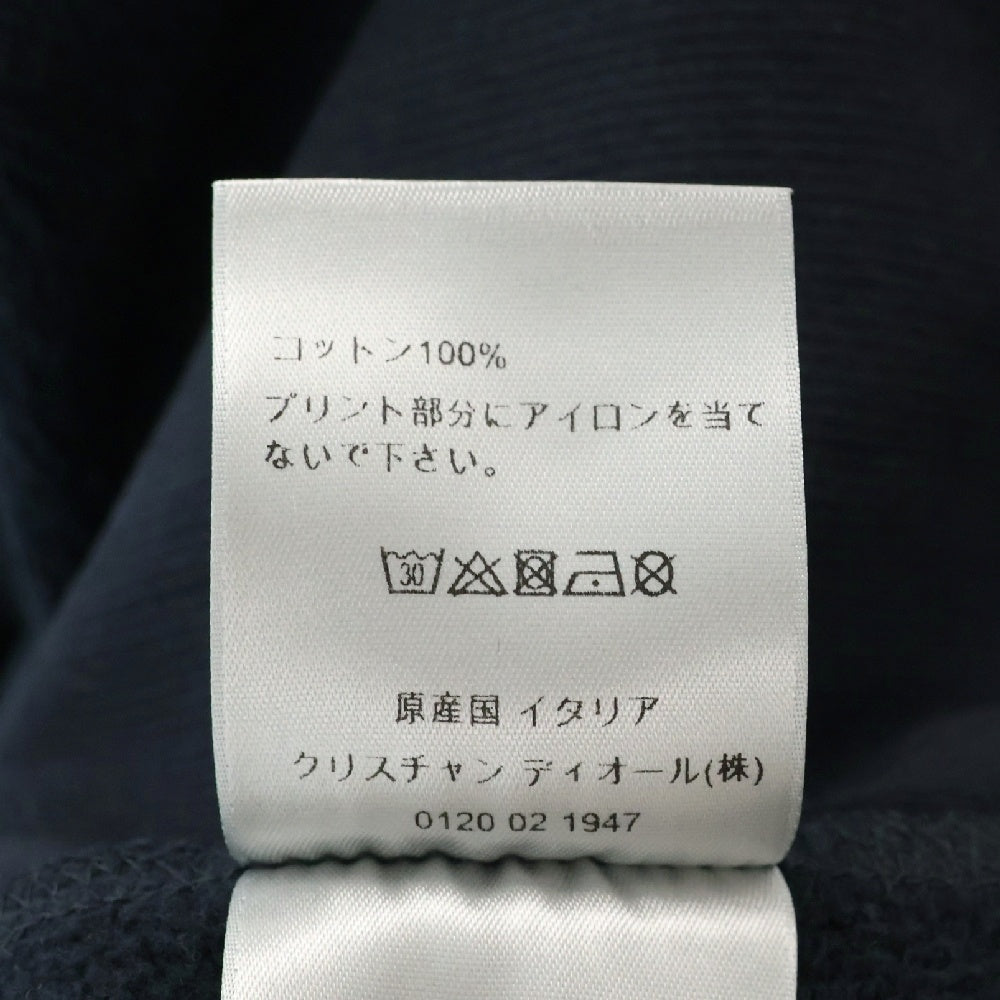 コットン100%
プリント部分にアイロンを当て
ないで下さい。
30
原産国 イタリア
クリスチャン ディオール(株)
0120 02 1947